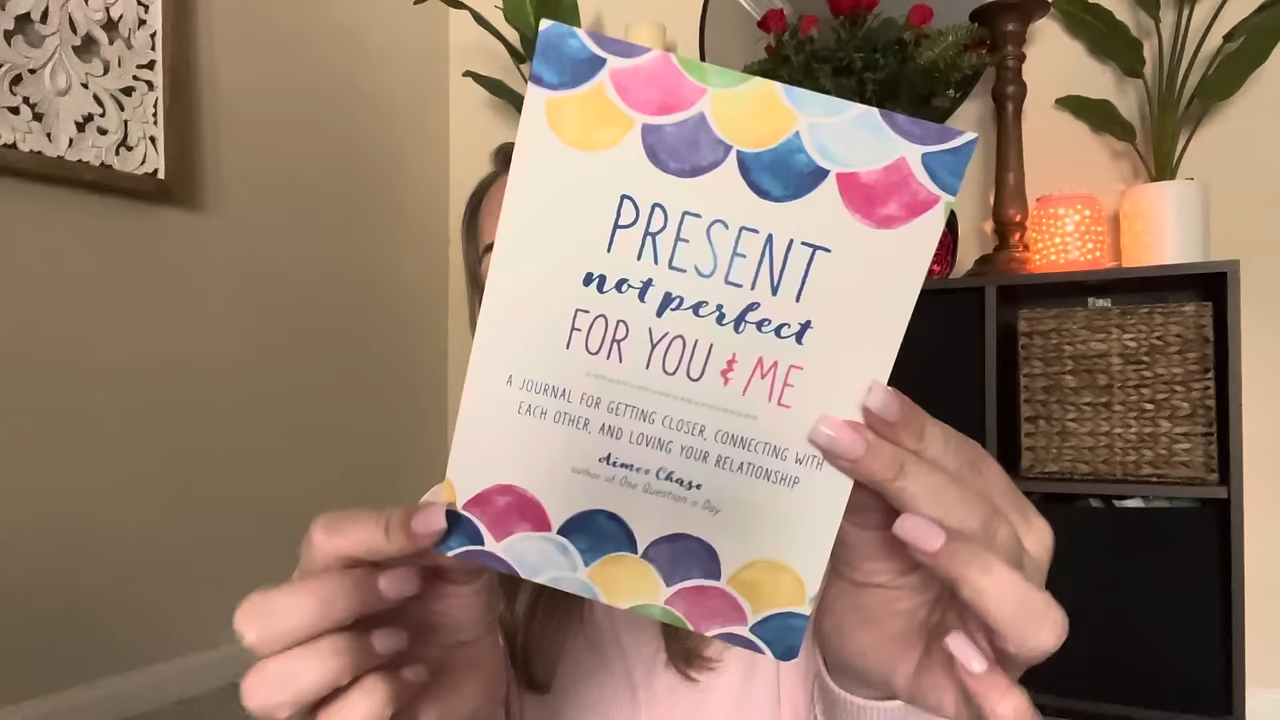 PRESENT
not perfect
FOR YOU & ME
A JOURNAL FOR GETTING CLOSER, CONNECTING WITH
EACH OTHER, AND LOVING YOUR RELATIONSHIP
Aimee Chase
author of One Question a Day